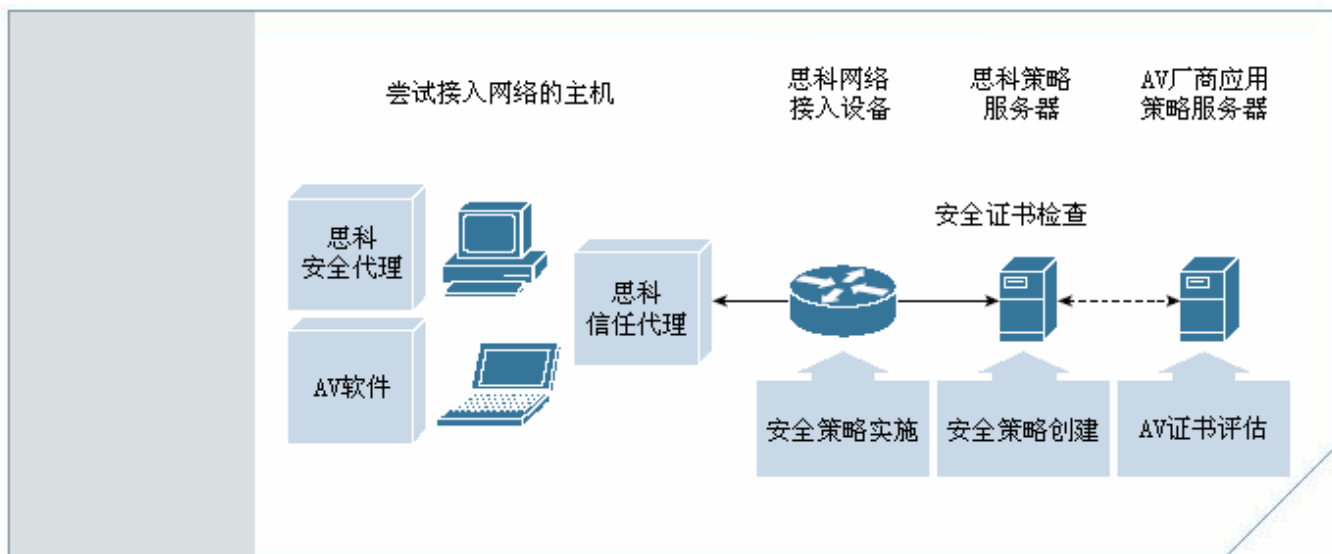 尝试接入网络的主机
思科网络
接入设备
思科策略
服务器
AV厂商应用
策略服务器
安全证书检查
思科
安全代理
思科
信任代理
AV软件
安全策略实施
安全策略创建
AV证书评估